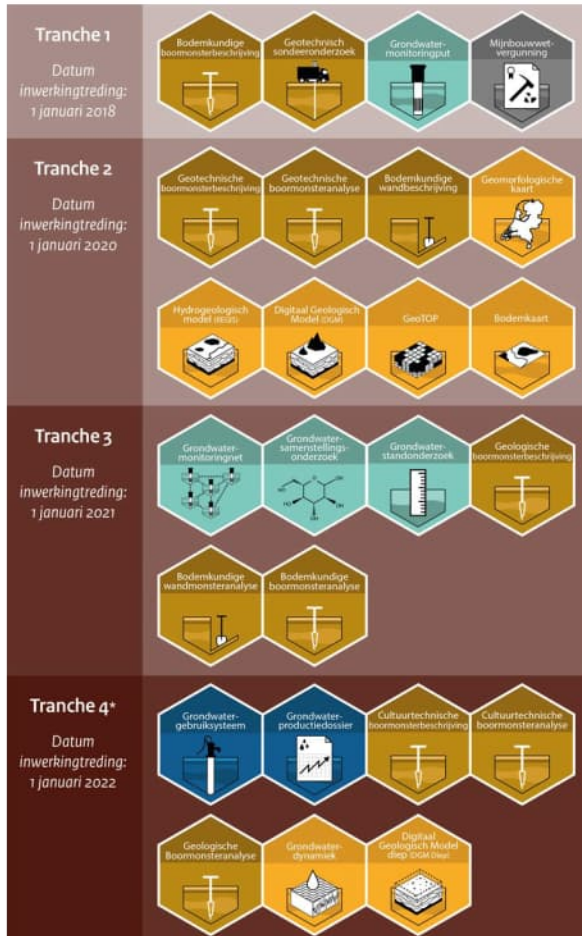 Tranche 1
Datum
inwerkingtreding:
1 januari 2018
Bodemkundige
boormonsterbeschrijving
Geotechnisch
sondeeronderzoek
Grondwater-
monitoringput
Mijnbouwwet-
vergunning
Tranche 2
Datum
inwerkingtreding:
1 januari 2020
Geotechnische
boormonsterbeschrijving
Geotechnische
boormonsteranalyse
Bodemkundige
wandbeschrijving
Geomorfologische
kaart
Hydrogeologisch
model (REGIS)
Digitaal Geologisch
Model (DGM)
GeoTOP
Bodemkaart
Tranche 3
Datum
inwerkingtreding:
1 januari 2021
Grondwater-
monitoringnet
Grondwater-
samenstellings-
onderzoek
Grondwater-
standonderzoek
Geologische
boormonsterbeschrijving
Bodemkundige
wandmonsteranalyse
Bodemkundige
boormonsteranalyse
Tranche 4*
Datum
inwerkingtreding:
1 januari 2022
Grondwater-
gebruiksysteem
Grondwater-
productiedossier
Cultuurtechnische
boormonsterbeschrijving
Cultuurtechnische
boormonsteranalyse
Geologische
Boormonsteranalyse
Grondwater-
dynamiek
Digitaal
Geologisch Model
diep (DGM Diep)